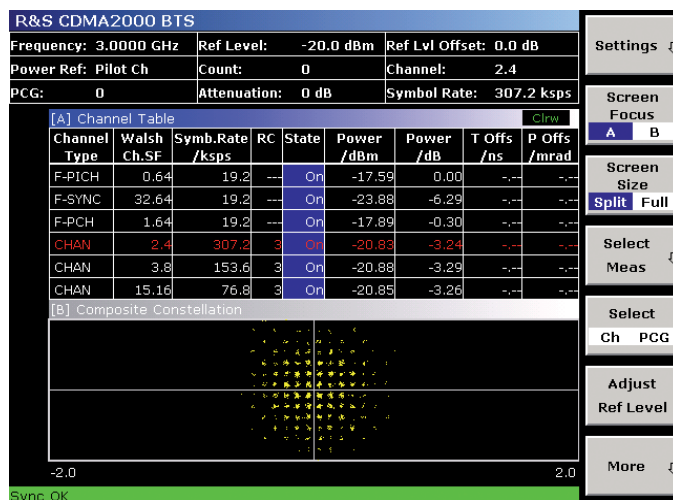 R&S CDMA2000 BTS
Frequency: 3.0000 GHz Ref Level: -20.0 dBm Ref Lvl Offset: 0.0 dB
Power Ref: Pilot Ch Count: 0 Channel: 2.4
PCG: 0 Attenuation: 0 dB Symbol Rate: 307.2 ksps
[A] Channel Table Clrw
Channel Walsh Symb.Rate RC State Power Power T Offs P Offs
Type Ch.SF /ksps /dBm /dB /ns /mrad
F-PICH 0.64 19.2 --- On -17.59 0.00 -.-- -.--
F-SYNC 32.64 19.2 --- On -23.88 -6.29 -.-- -.--
F-PCH 1.64 19.2 --- On -17.89 -0.30 -.-- -.--
CHAN 2.4 307.2 3 On -20.83 -3.24 -.-- -.--
CHAN 3.8 153.6 3 On -20.88 -3.29 -.-- -.--
CHAN 15.16 76.8 3 On -20.85 -3.26 -.-- -.--
[B] Composite Constellation
-2.0 2.0
Sync OK
Settings
Screen
Focus
A B
Screen
Size
Split Full
Select
Meas
Select
Ch PCG
Adjust
Ref Level
More